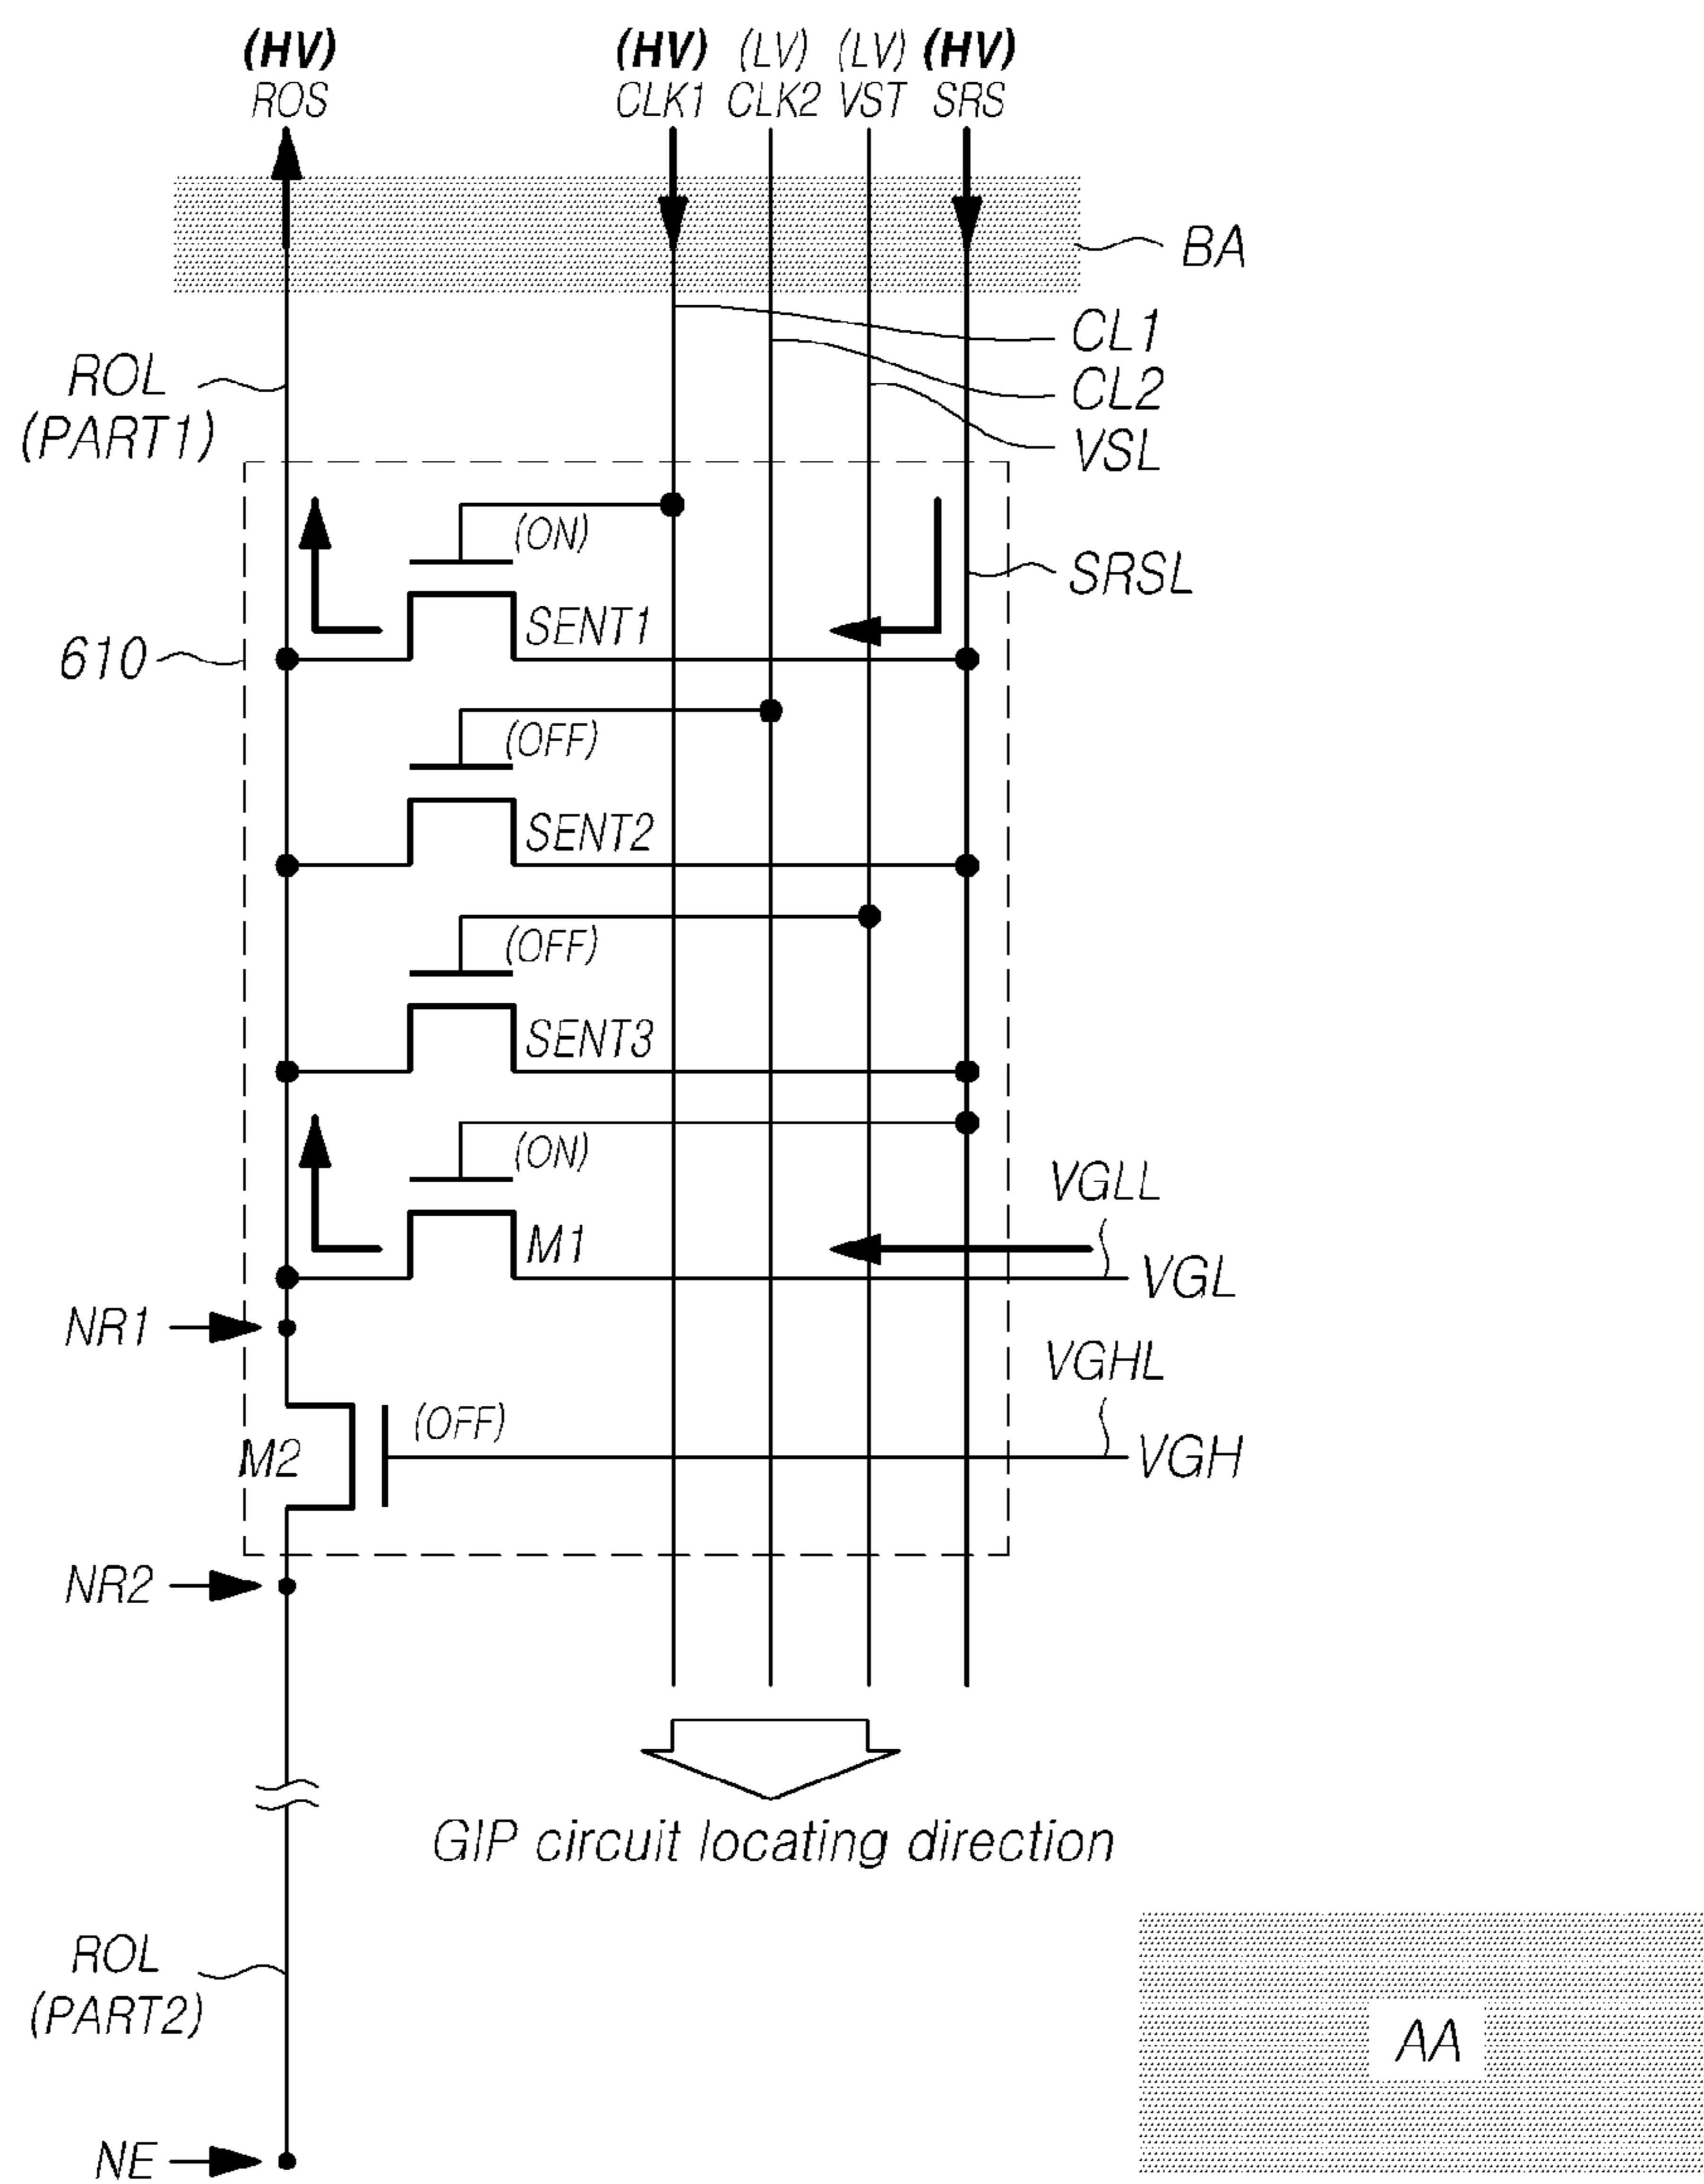 (HV) (HV) (LV) (LV) (HV)
ROS CLK1 CLK2 VST SRS
BA
CL1
ROL
CL2
(PART1)
VSL
(ON)
SRSL
SENT1
610
(OFF)
SENT2
(OFF)
SENT3
(ON)
VGLL
M1
VGL
NR1
VGHL
(OFF)
M2
VGH
NR2
GIP circuit locating direction
ROL
(PART2)
AA
NE